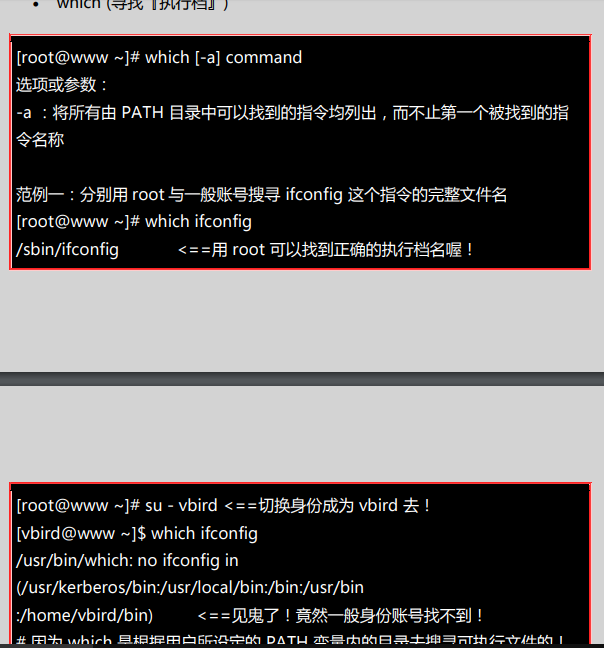 • which (寻找『执行档』)
[root@www ~]# which [-a] command
选项或参数：
-a ：将所有由 PATH 目录中可以找到的指令均列出，而不止第一个被找到的指
令名称
范例一：分别用 root 与一般账号搜寻 ifconfig 这个指令的完整文件名
[root@www ~]# which ifconfig
/sbin/ifconfig <==用 root 可以找到正确的执行档名喔！
[root@www ~]# su - vbird <==切换身份成为 vbird 去！
[vbird@www ~]$ which ifconfig
/usr/bin/which: no ifconfig in
(/usr/kerberos/bin:/usr/local/bin:/bin:/usr/bin
:/home/vbird/bin) <==见鬼了！竟然一般身份账号找不到！
# 因为 which 是根据用户所设定的 PATH 变量内的目录去搜寻可执行文件的！